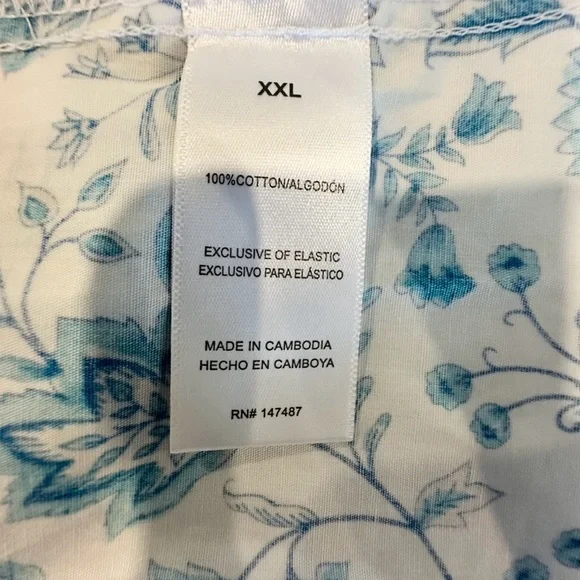 XXL
100%COTTON/ALGODÓN
EXCLUSIVE OF ELASTIC
EXCLUSIVO PARA ELÁSTICO
MADE IN CAMBODIA
HECHO EN CAMBOYA
RN# 147487